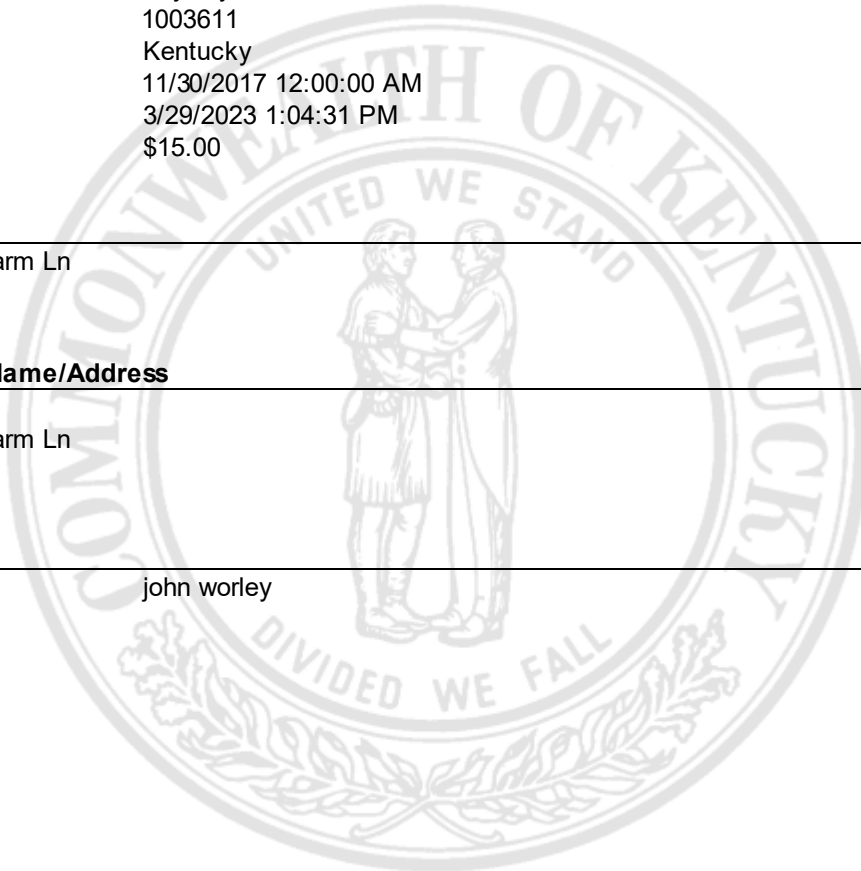 1003611
Kentucky
11/30/2017 12:00:00 AM
3/29/2023 1:04:31 PM
$15.00
COMMONWEALTH OF KENTUCKY
UNITED WE STAND
arm Ln
ame/Address
arm Ln
john worley
DIVIDED WE FALL